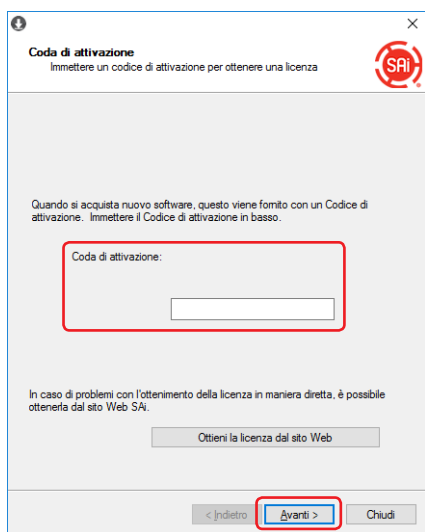 Coda di attivazione
Immettere un codice di attivazione per ottenere una licenza
SAi
Quando si acquista nuovo software, questo viene fornito con un Codice di
attivazione. Immettere il Codice di attivazione in basso.
Coda di attivazione:
In caso di problemi con l'ottenimento della licenza in maniera diretta, è possibile
ottenerla dal sito Web SAi.
Ottieni la licenza dal sito Web
< Indietro
Avanti >
Chiudi